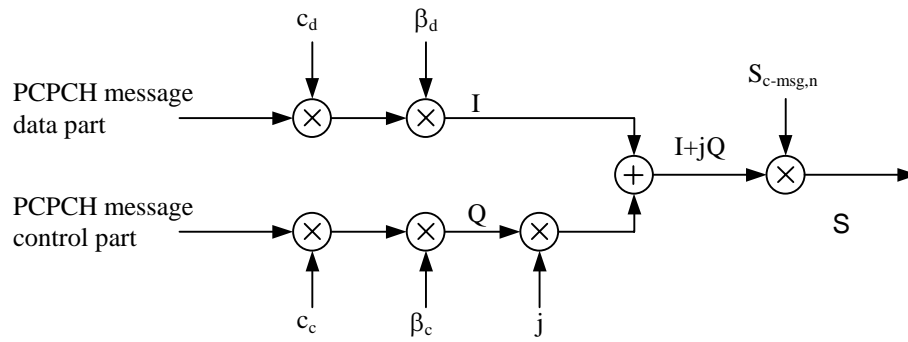 c_d
β_d
PCPCH message
data part
I
S_c-msg,n
I+jQ
PCPCH message
control part
Q
S
c_c
β_c
j